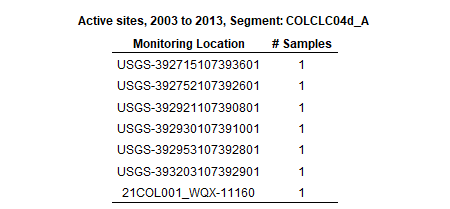 Active sites, 2003 to 2013, Segment: COLCLC04d_A
Monitoring Location # Samples
USGS-392715107393601 1
USGS-392752107392601 1
USGS-392921107390801 1
USGS-392930107391001 1
USGS-392953107392801 1
USGS-393203107392901 1
21COL001_WQX-11160 1